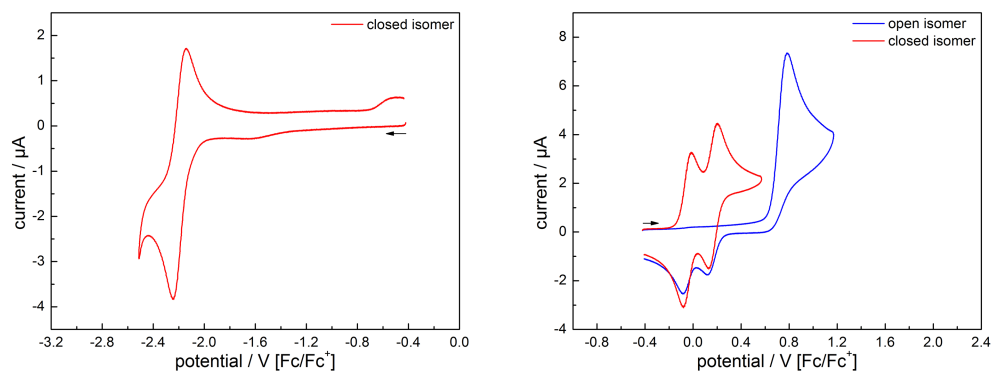 closed isomer
2
1
0
-1
-2
-3
-4
current / µA
-3.2 -2.8 -2.4 -2.0 -1.6 -1.2 -0.8 -0.4 0.0
potential / V [Fc/Fc⁺]
open isomer
closed isomer
8
6
4
2
0
-2
-4
current / µA
-0.8 -0.4 0.0 0.4 0.8 1.2 1.6 2.0 2.4
potential / V [Fc/Fc⁺]